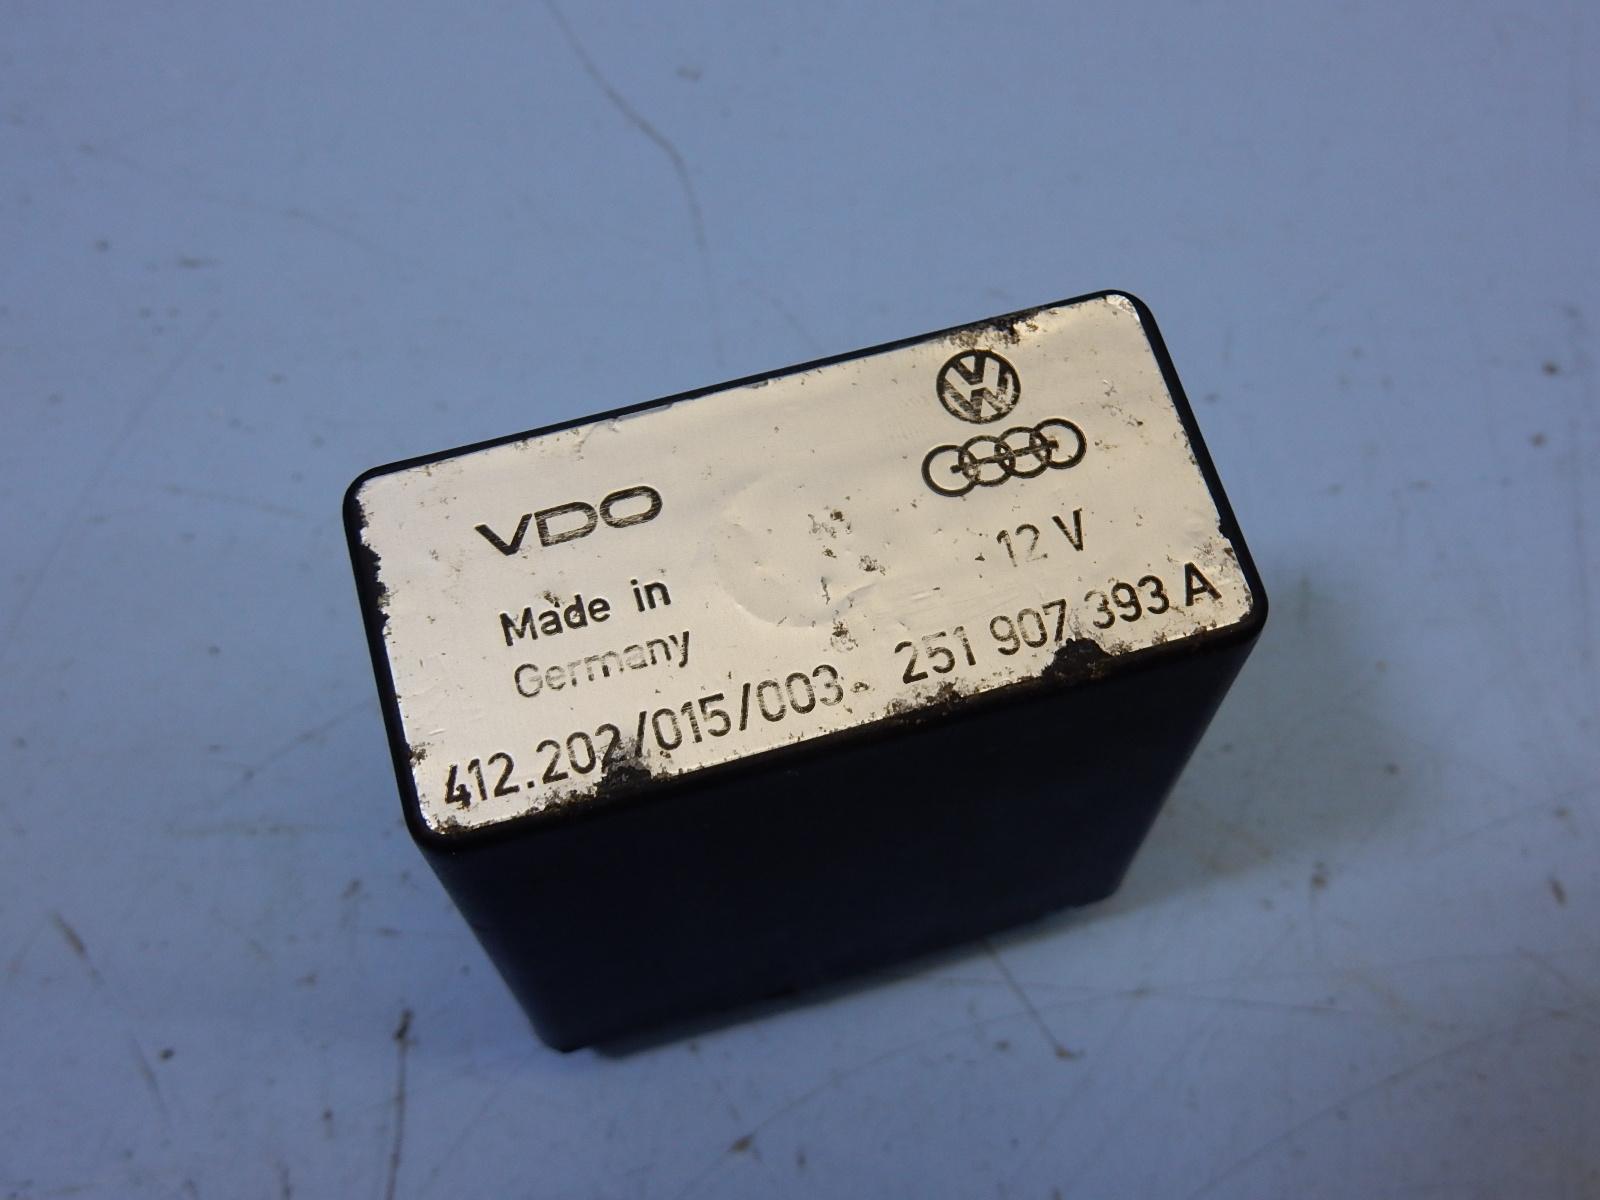 VDO
Made in
Germany
12 V
412.202/015/003. 251 907 393 A